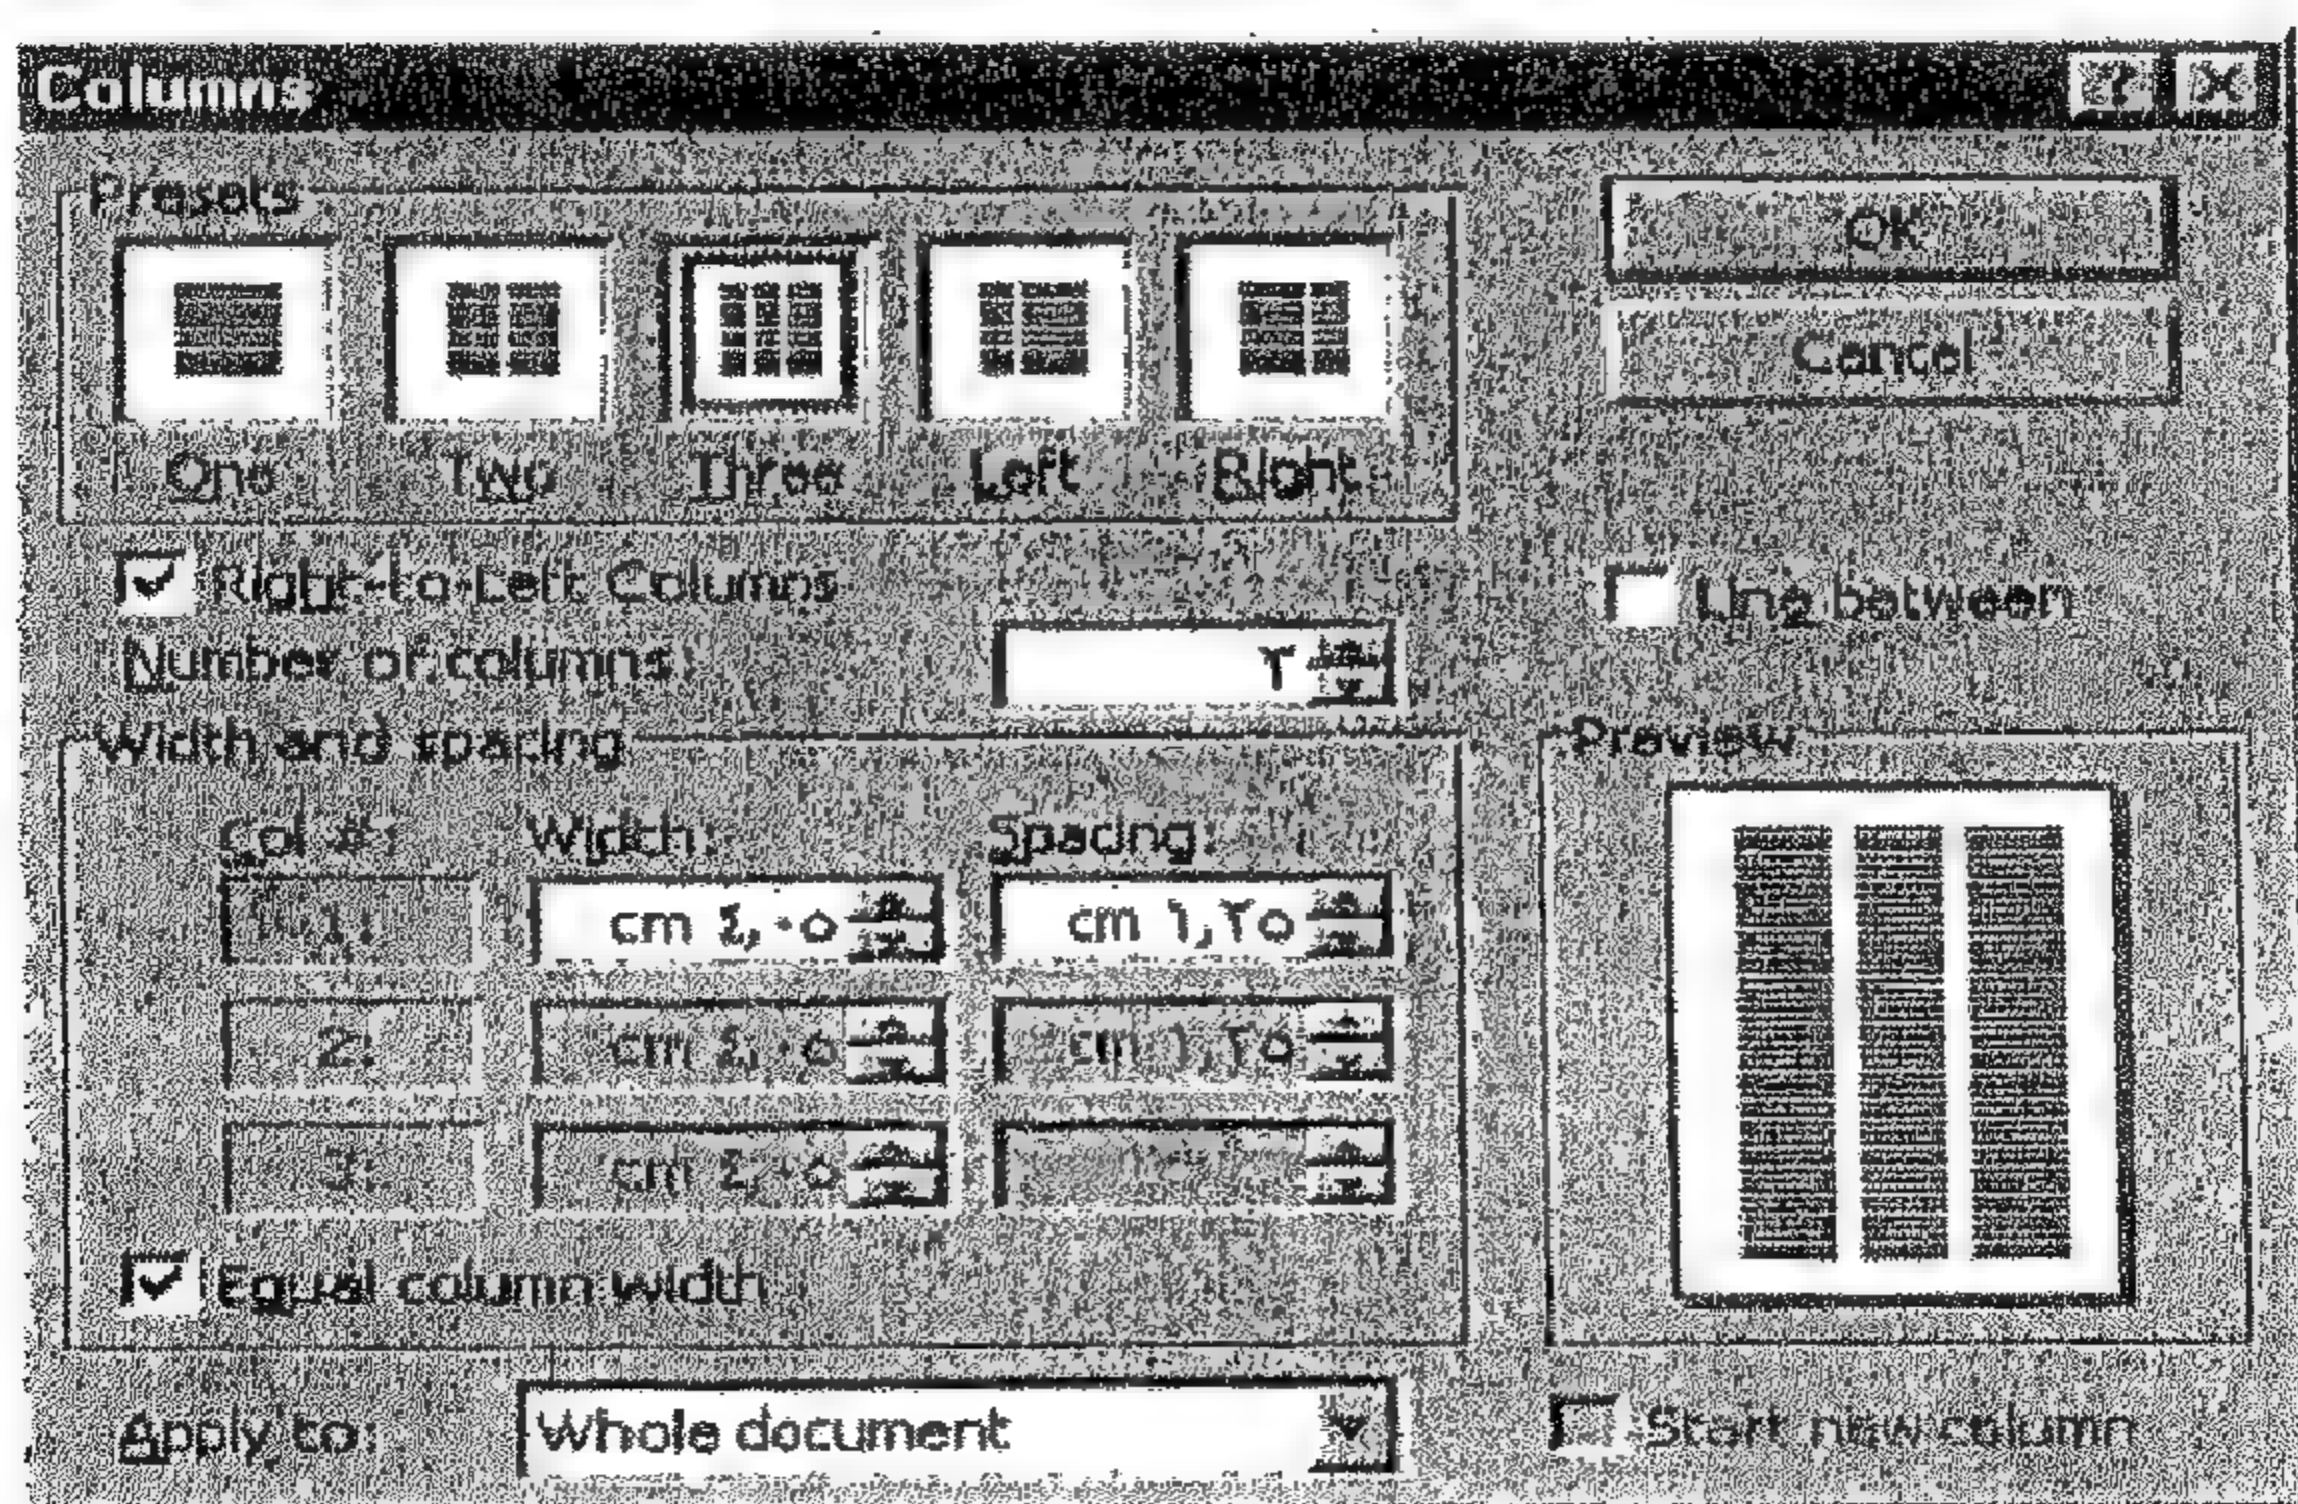 Columns
Presets
OK
Cancel
One Two Three Left Right
Right-to-Left Columns
Line between
Number of columns:
٣
Width and spacing
Preview
Col #: Width: Spacing:
1: cm ٤,٠٥ cm ١,٢٥
2: cm ٤,٠٥ cm ١,٢٥
3: cm ٤,٠٥
Equal column width
Apply to: Whole document
Start new column